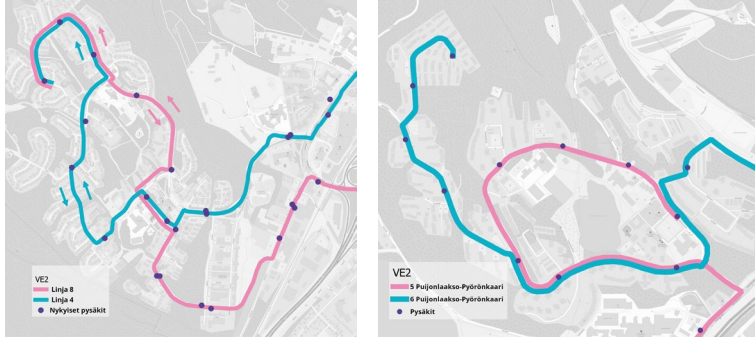 VE2
Linja 8
Linja 4
Nykyiset pysäkit
VE2
5 Puijonlaakso-Pyörönkaari
6 Puijonlaakso-Pyörönkaari
Pysäkit